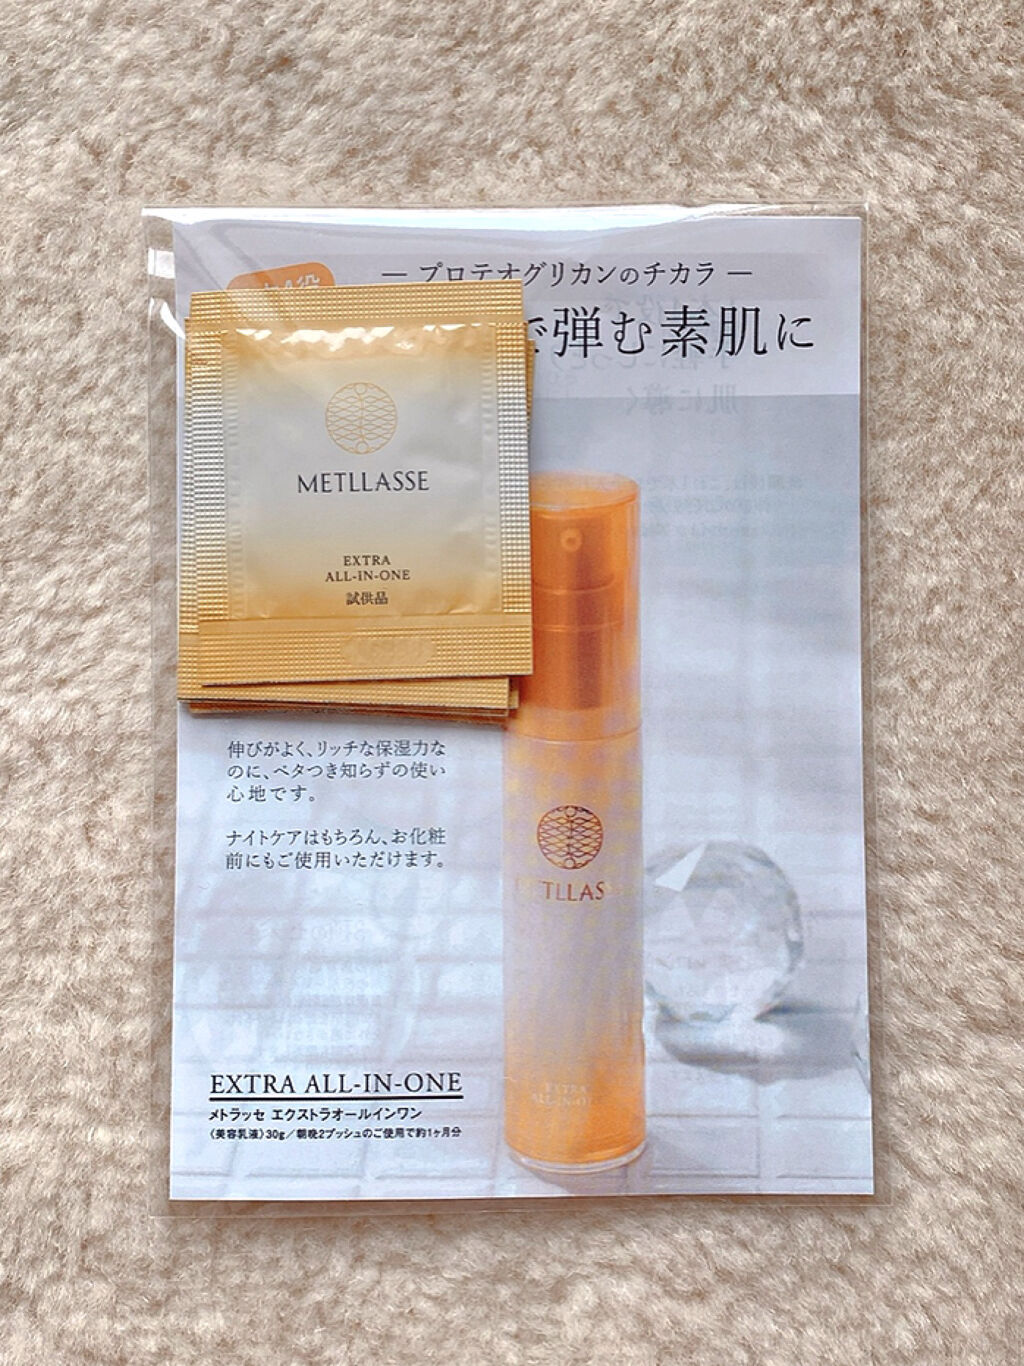 ― プロテオグリカンのチカラ ―
で弾む素肌に
METLLASSE
EXTRA
ALL-IN-ONE
試供品
伸びがよく、リッチな保湿力な
のに、ベタつき知らずの使い
心地です。
ナイトケアはもちろん、お化粧
前にもご使用いただけます。
TLLAS
EXTRA
ALL-IN-O
EXTRA ALL-IN-ONE
メトラッセ エクストラオールインワン
〈美容乳液〉30g／朝晩2プッシュのご使用で約1ヶ月分